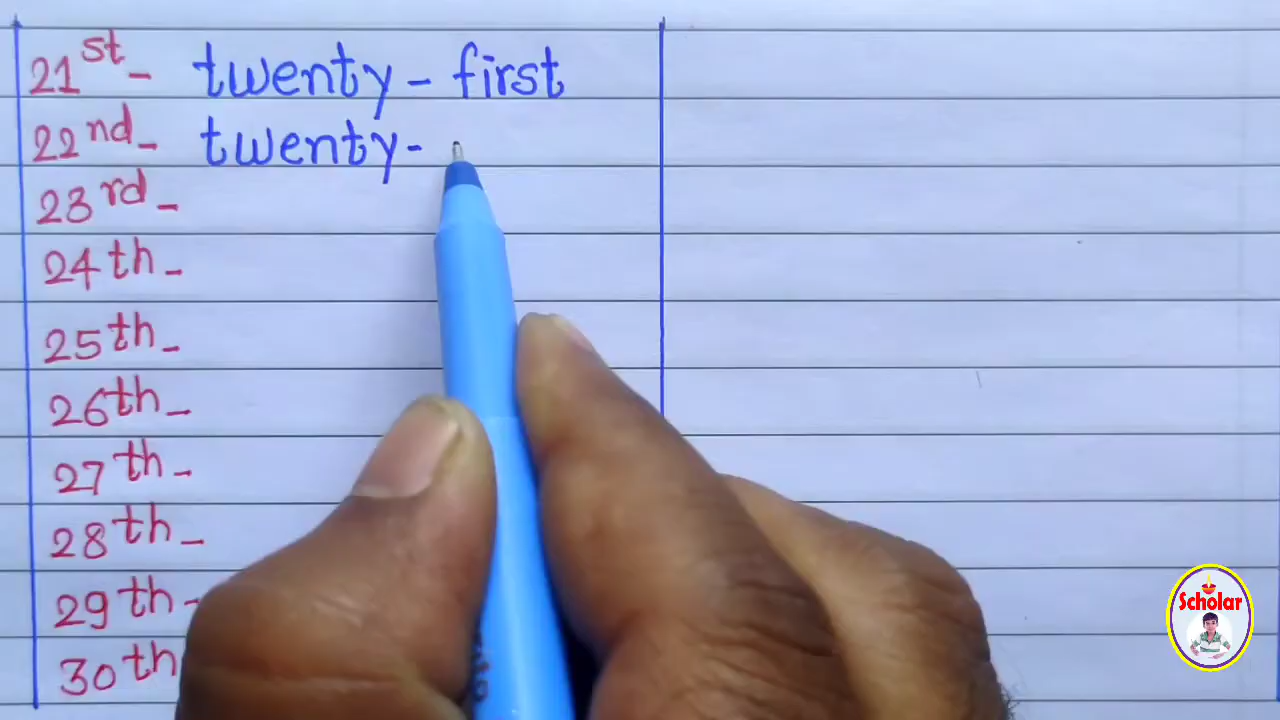 21st- twenty - first
22nd- twenty-
23rd-
24th-
25th-
26th-
27th-
28th-
29th-
30th
Scholar